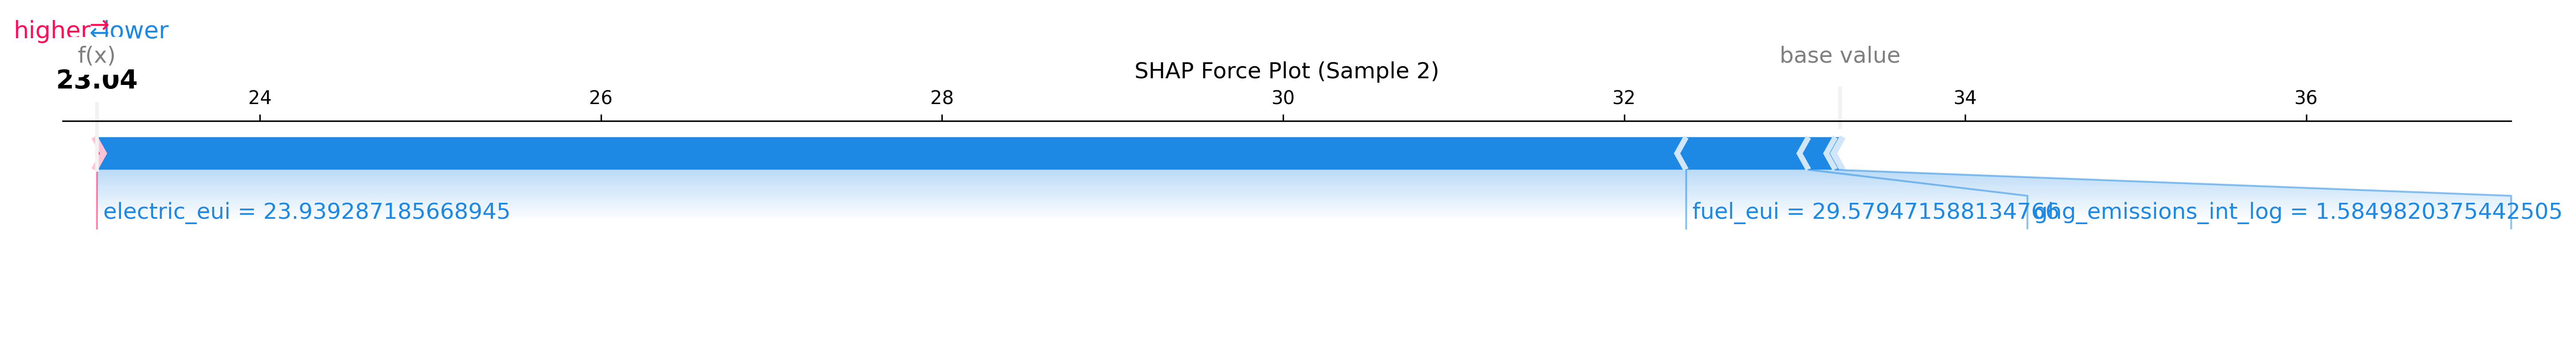 higher → ← lower
f(x)
base value
23.04
SHAP Force Plot (Sample 2)
24 26 28 30 32 34 36
electric_eui = 23.939287185668945
fuel_eui = 29.579471588134766
ghg_emissions_int_log = 1.5849820375442505